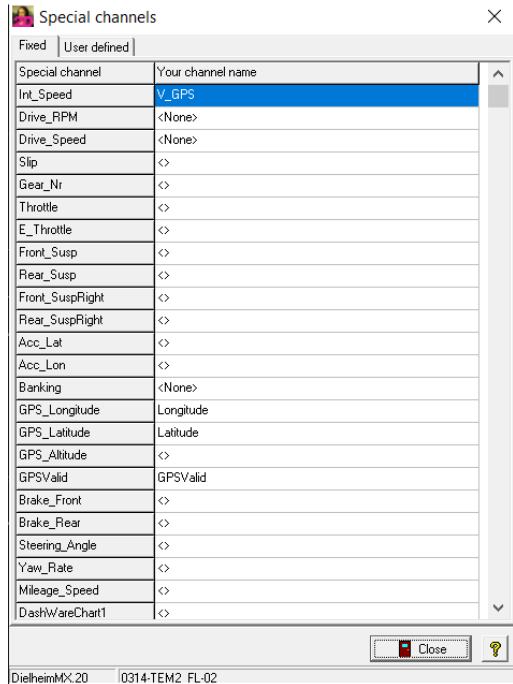 Special channels
Fixed User defined
Special channel Your channel name
Int_Speed V_GPS
Drive_RPM <None>
Drive_Speed <None>
Slip <>
Gear_Nr <>
Throttle <>
E_Throttle <>
Front_Susp <>
Rear_Susp <>
Front_SuspRight <>
Rear_SuspRight <>
Acc_Lat <>
Acc_Lon <>
Banking <None>
GPS_Longitude Longitude
GPS_Latitude Latitude
GPS_Altitude <>
GPSValid GPSValid
Brake_Front <>
Brake_Rear <>
Steering_Angle <>
Yaw_Rate <>
Mileage_Speed <>
DashWareChart1 <>
Close ?
DielheimMX.20 0314-TEM2_FL-02